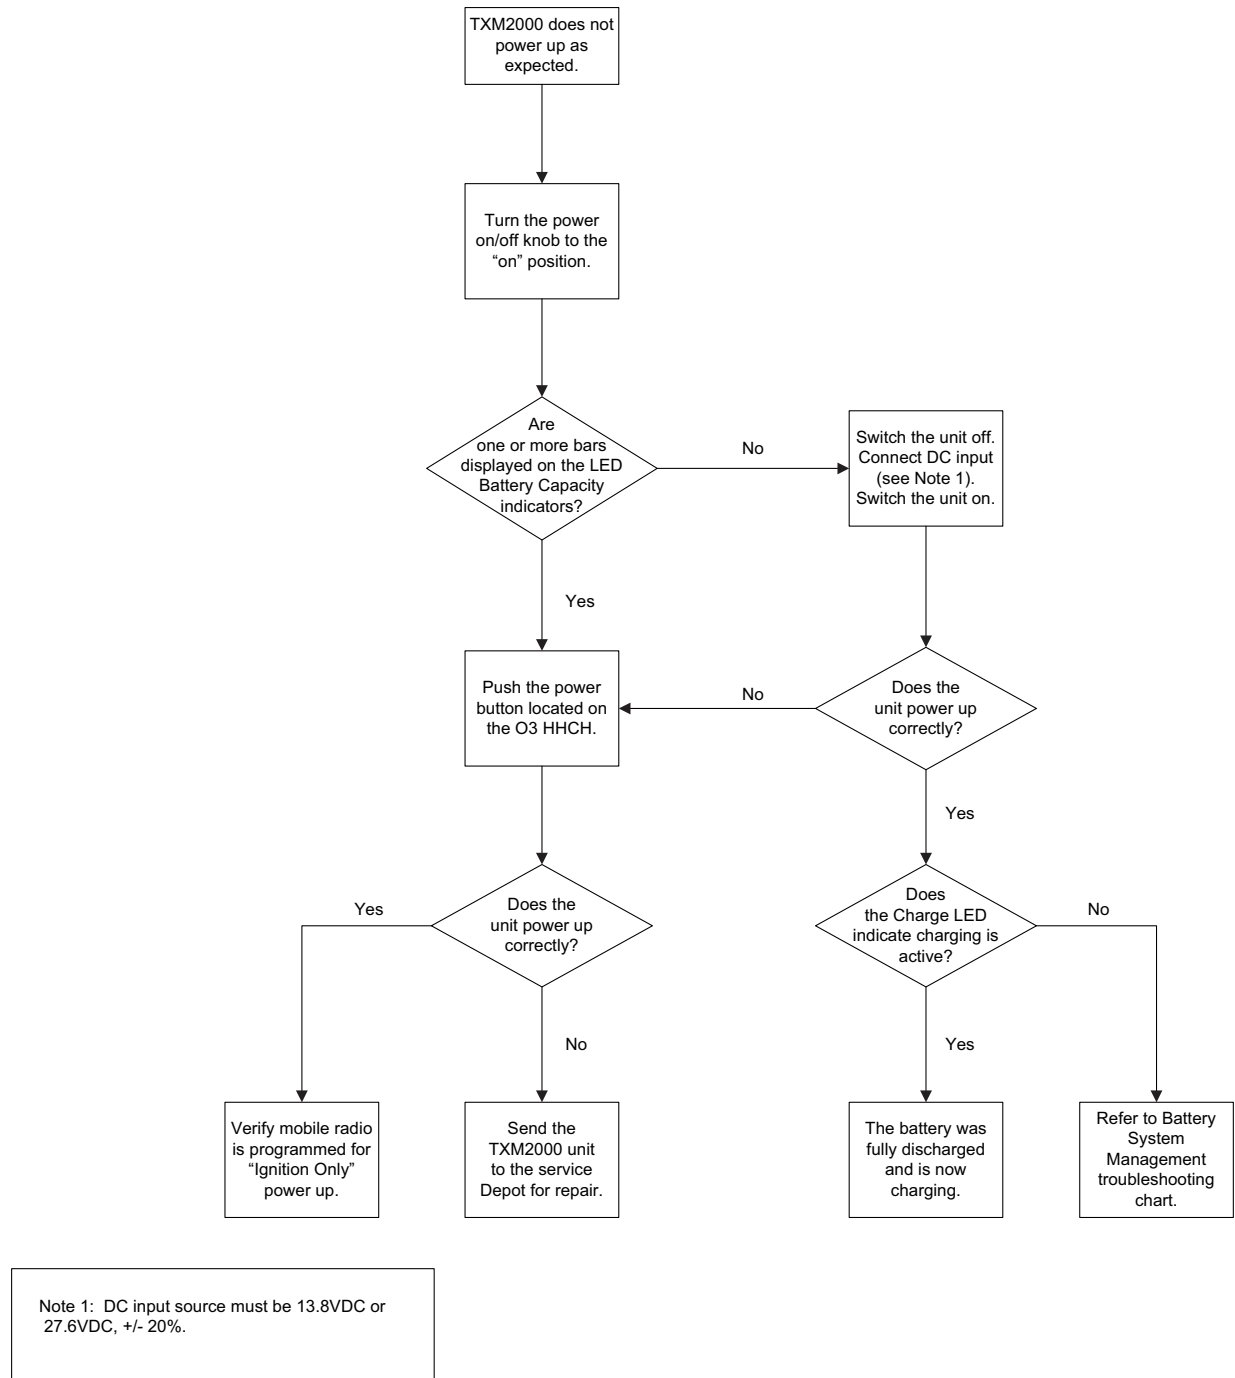 TXM2000 does not
power up as
expected.
Turn the power
on/off knob to the
“on” position.
Are
one or more bars
displayed on the LED
Battery Capacity
indicators?
No
Switch the unit off.
Connect DC input
(see Note 1).
Switch the unit on.
Yes
Push the power
button located on
the O3 HHCH.
No
Does the
unit power up
correctly?
Yes
Does the
unit power up
correctly?
Yes
Does
the Charge LED
indicate charging is
active?
No
No
Yes
Verify mobile radio
is programmed for
“Ignition Only”
power up.
Send the
TXM2000 unit
to the service
Depot for repair.
The battery was
fully discharged
and is now
charging.
Refer to Battery
System
Management
troubleshooting
chart.
Note 1:  DC input source must be 13.8VDC or
27.6VDC, +/- 20%.